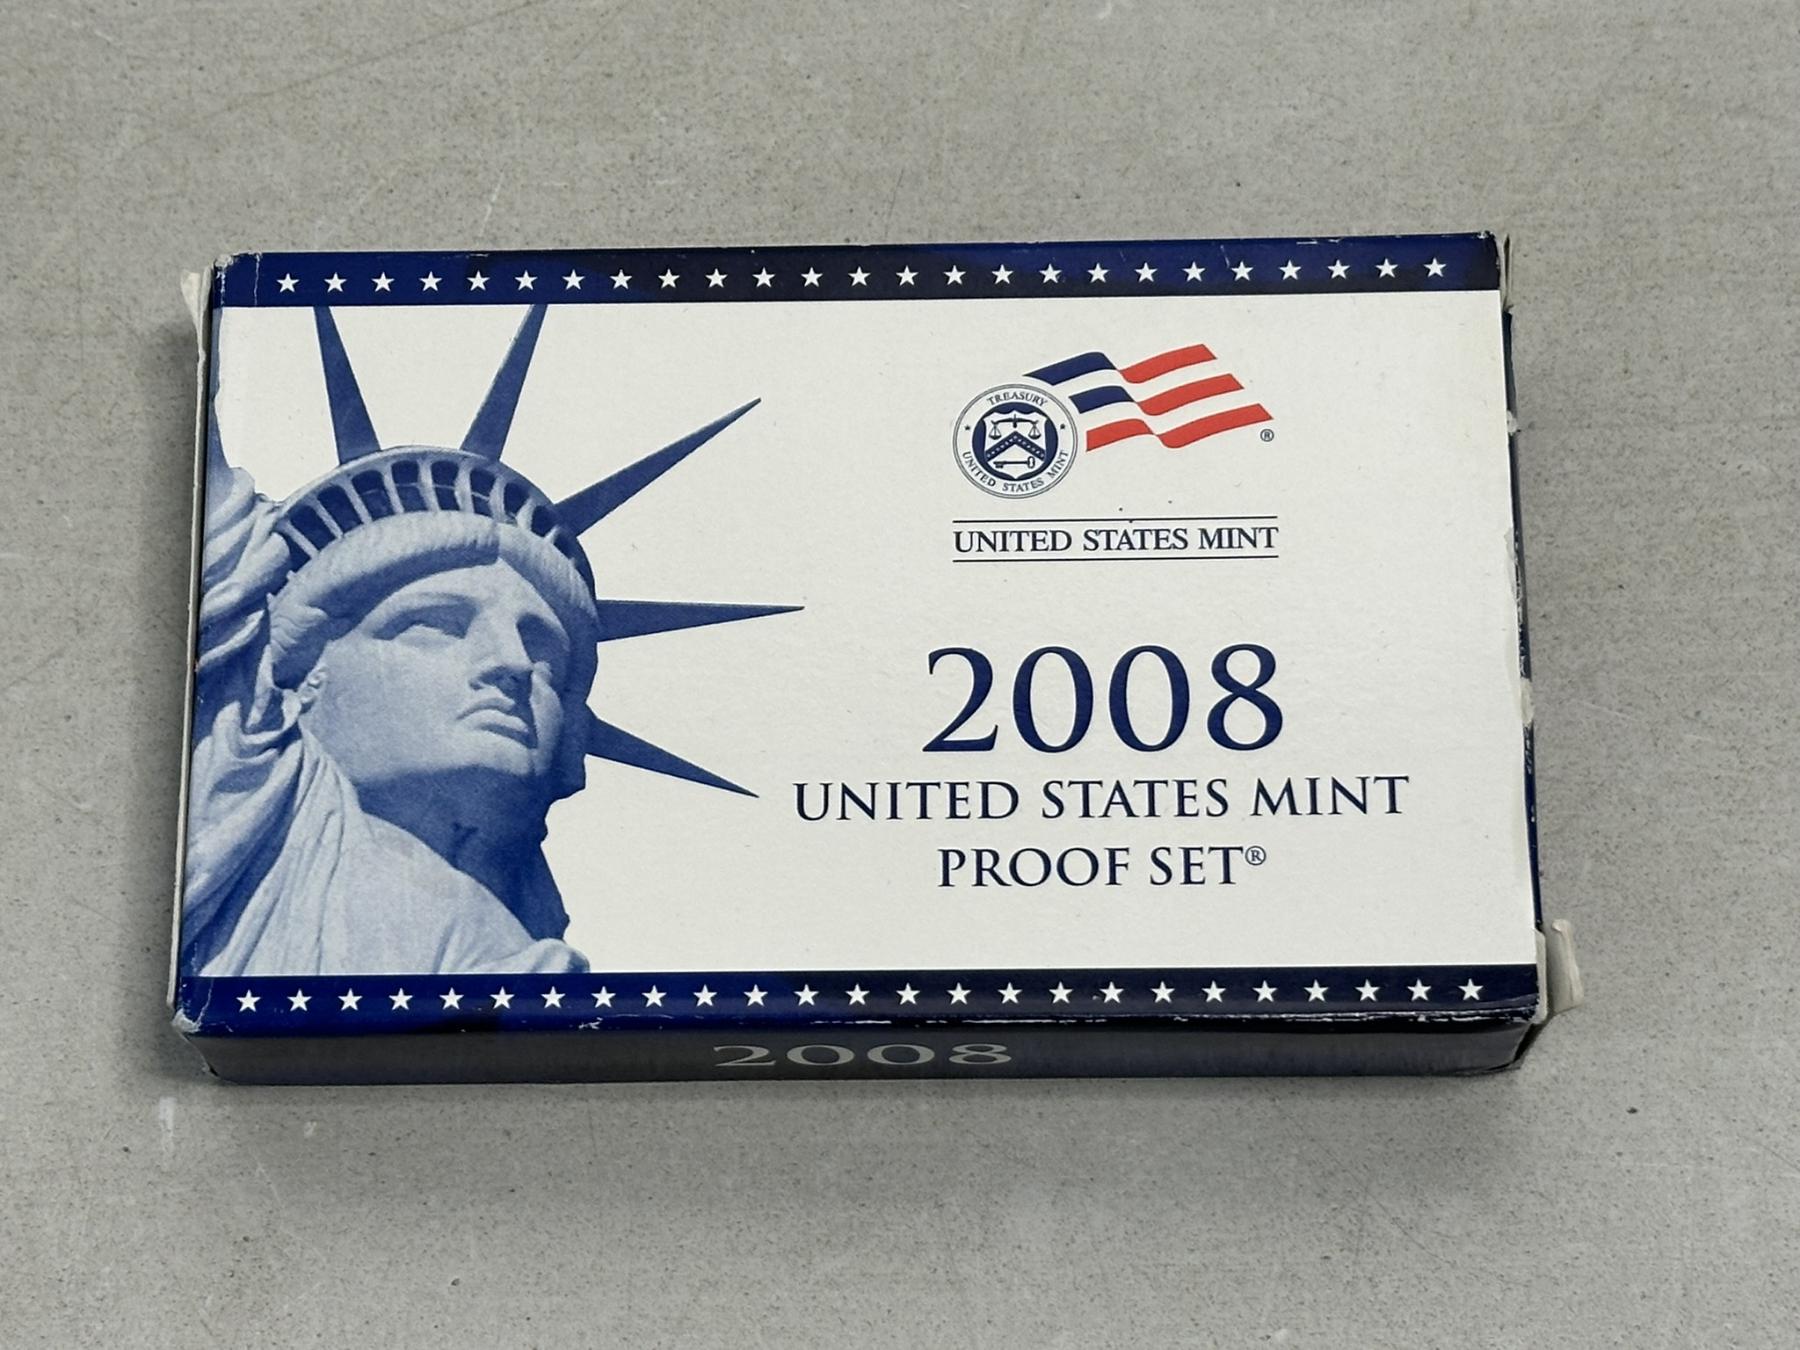 TREASURY
UNITED STATES MINT
®
UNITED STATES MINT
2008
UNITED STATES MINT
PROOF SET®
2008